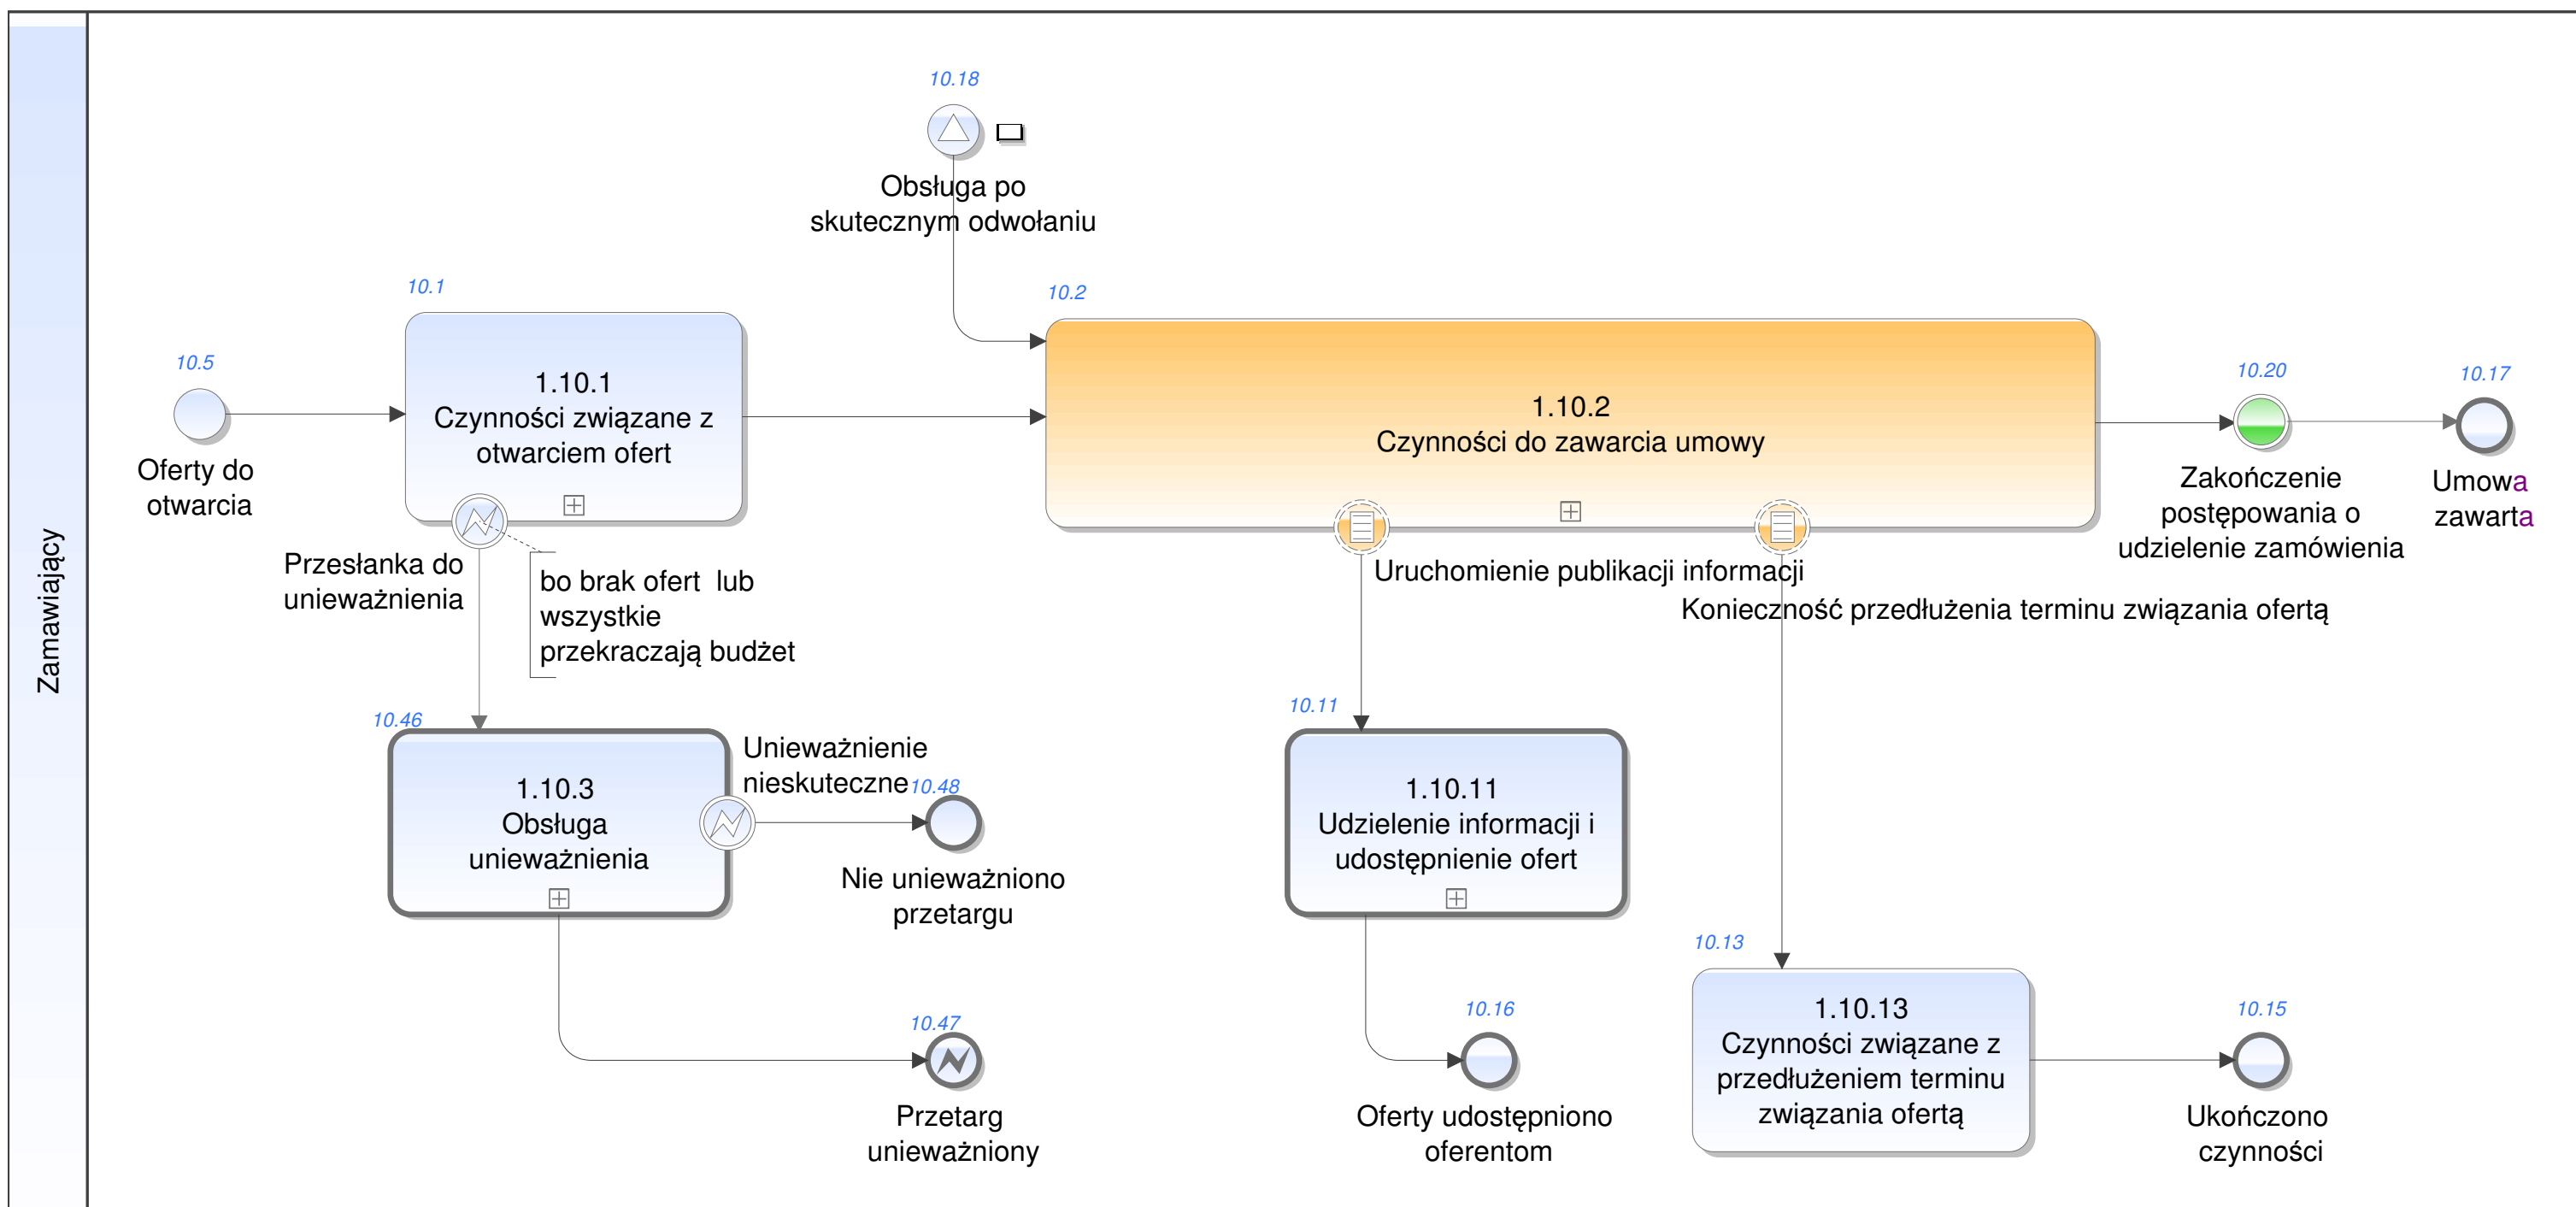 Zamawiający
10.18
Obsługa po
skutecznym odwołaniu
10.5
Oferty do
otwarcia
10.1
1.10.1
Czynności związane z
otwarciem ofert
Przesłanka do
unieważnienia
bo brak ofert  lub
wszystkie
przekraczają budżet
10.2
1.10.2
Czynności do zawarcia umowy
Uruchomienie publikacji informacji
Konieczność przedłużenia terminu związania ofertą
10.20
Zakończenie
postępowania o
udzielenie zamówienia
10.17
Umowa
zawarta
10.46
1.10.3
Obsługa
unieważnienia
Unieważnienie
nieskuteczne
10.48
Nie unieważniono
przetargu
10.47
Przetarg
unieważniony
10.11
1.10.11
Udzielenie informacji i
udostępnienie ofert
10.16
Oferty udostępniono
oferentom
10.13
1.10.13
Czynności związane z
przedłużeniem terminu
związania ofertą
10.15
Ukończono
czynności